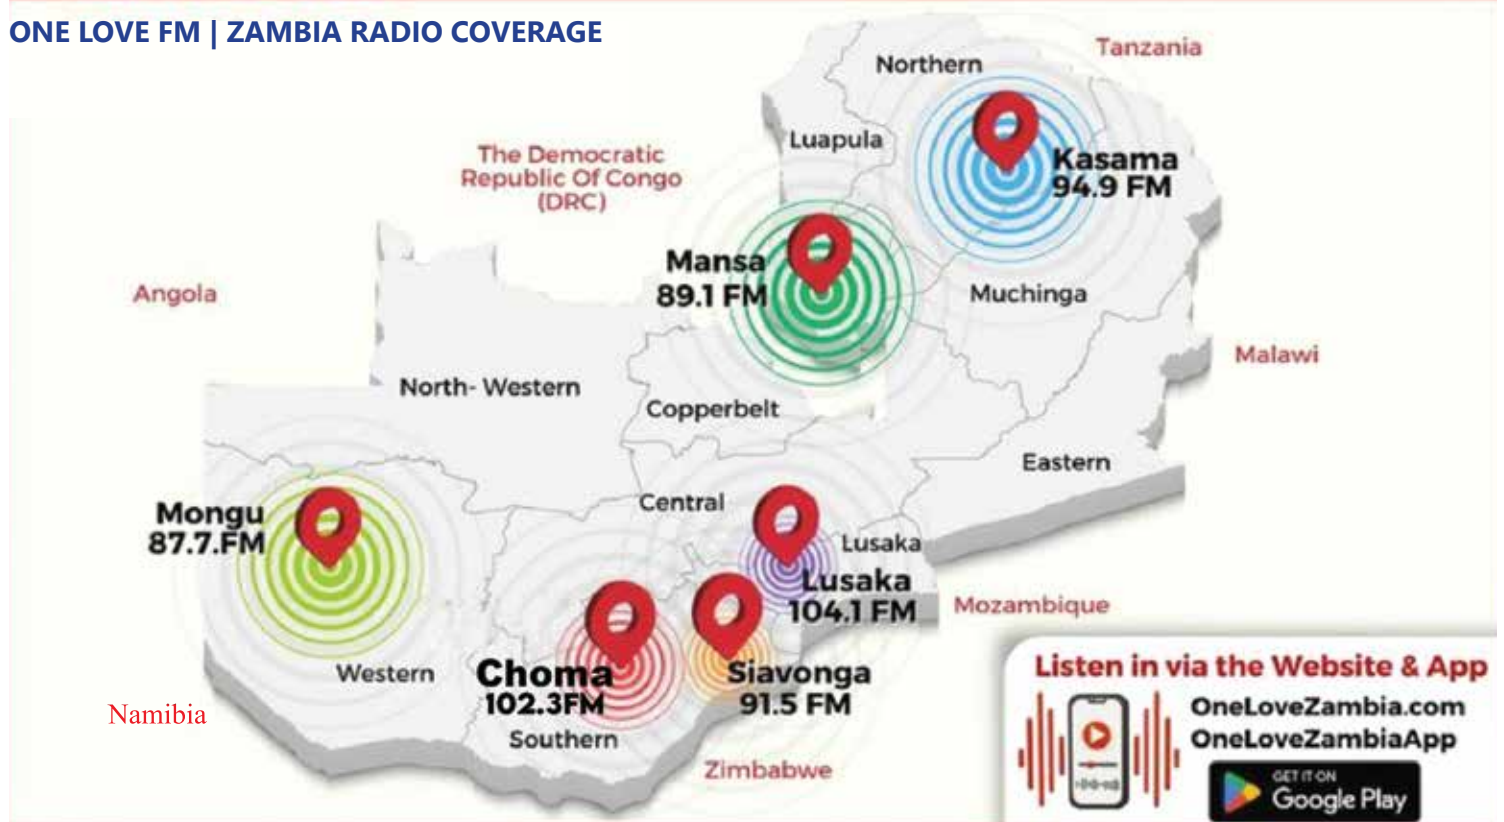 ONE LOVE FM | ZAMBIA RADIO COVERAGE
Tanzania
Northern
Luapula
The Democratic
Republic Of Congo
(DRC)
Kasama
94.9 FM
Mansa
89.1 FM
Muchinga
Angola
Malawi
North- Western
Copperbelt
Eastern
Central
Mongu
87.7.FM
Lusaka
Lusaka
104.1 FM
Mozambique
Western
Choma
102.3FM
Siavonga
91.5 FM
Namibia
Southern
Zimbabwe
Listen in via the Website & App
OneLoveZambia.com
OneLoveZambiaApp
GET IT ON
Google Play